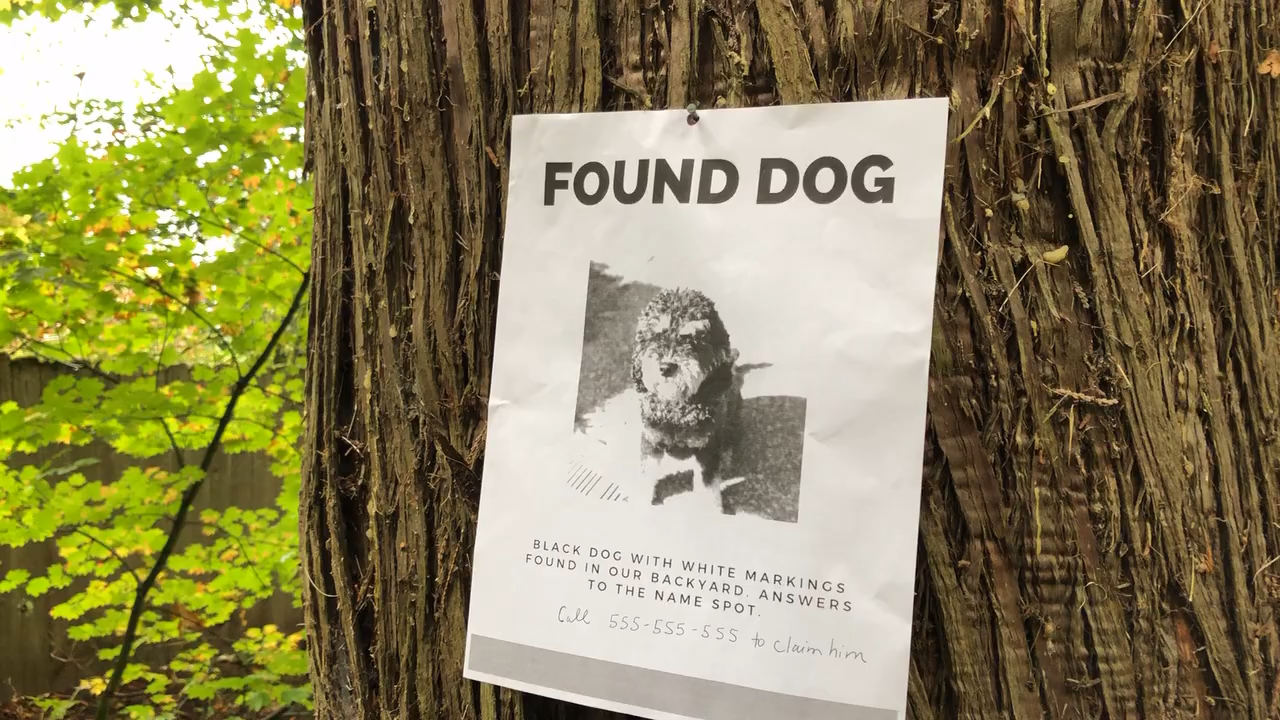 FOUND DOG
BLACK DOG WITH WHITE MARKINGS
FOUND IN OUR BACKYARD. ANSWERS
TO THE NAME SPOT.
Call 555-555-555 to claim him